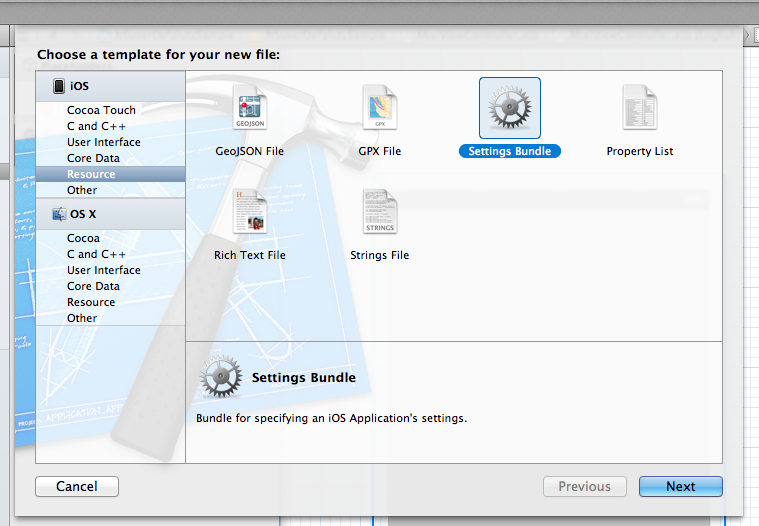 Choose a template for your new file:
iOS
Cocoa Touch
C and C++
User Interface
Core Data
Resource
Other
OS X
Cocoa
C and C++
User Interface
Core Data
Resource
Other
GEOJSON
GeoJSON File
GPX
GPX File
Settings Bundle
Property List
Rich Text File
STRINGS
Strings File
Settings Bundle
Bundle for specifying an iOS Application's settings.
Cancel
Previous
Next